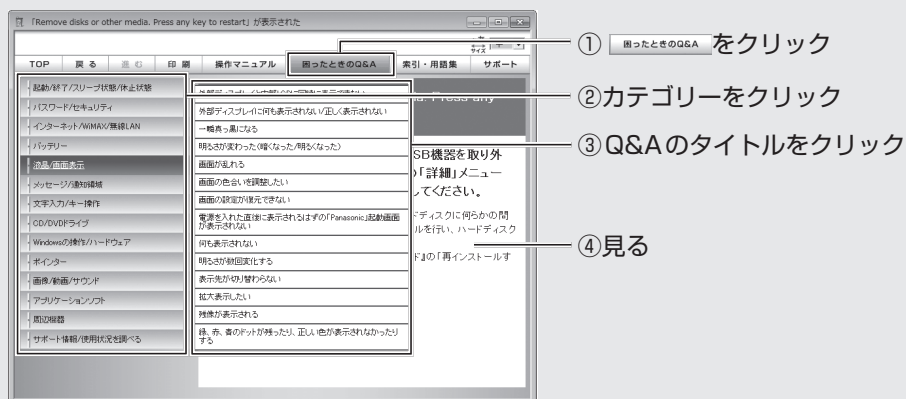 「Remove disks or other media. Press any key to restart」が表示された
サイズ 中
TOP 戻る 進む 印刷 操作マニュアル 困ったときのQ&A 索引・用語集 サポート
起動/終了/スリープ状態/休止状態
パスワード/セキュリティ
インターネット/WiMAX/無線LAN
バッテリー
液晶/画面表示
メッセージ/通知領域
文字入力/キー操作
CD/DVDドライブ
Windowsの操作/ハードウェア
ポインター
画像/動画/サウンド
アプリケーションソフト
周辺機器
サポート情報/使用状況を調べる
外部ディスプレイに何も表示されない/正しく表示されない
一瞬真っ黒になる
明るさが変わった(暗くなった/明るくなった)
画面が乱れる
画面の色合いを調整したい
画面の設定が復元できない
電源を入れた直後に表示されるはずの「Panasonic」起動画面
が表示されない
何も表示されない
明るさが数回変化する
表示先が切り替わらない
拡大表示したい
残像が表示される
緑、赤、青のドットが残ったり、正しい色が表示されなかったり
する
ia. Press any
SB機器を取り外
の「詳細」メニュー
してください。
ドディスクに何らかの問
ルを行い、ハードディスク
ド』の「再インストールす
① 困ったときのQ&A をクリック
②カテゴリーをクリック
③Q&Aのタイトルをクリック
④見る